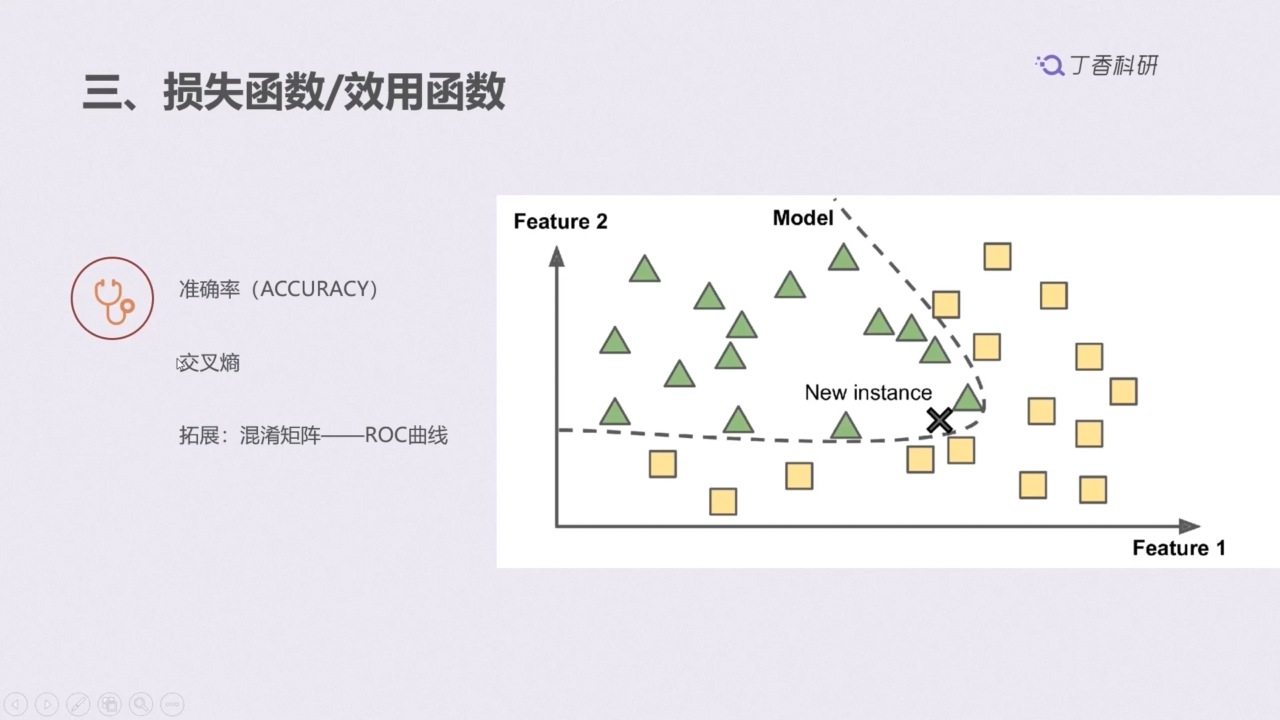 三、损失函数/效用函数
丁香科研
准确率（ACCURACY）
交叉熵
拓展：混淆矩阵——ROC曲线
Feature 2
Model
New instance
Feature 1